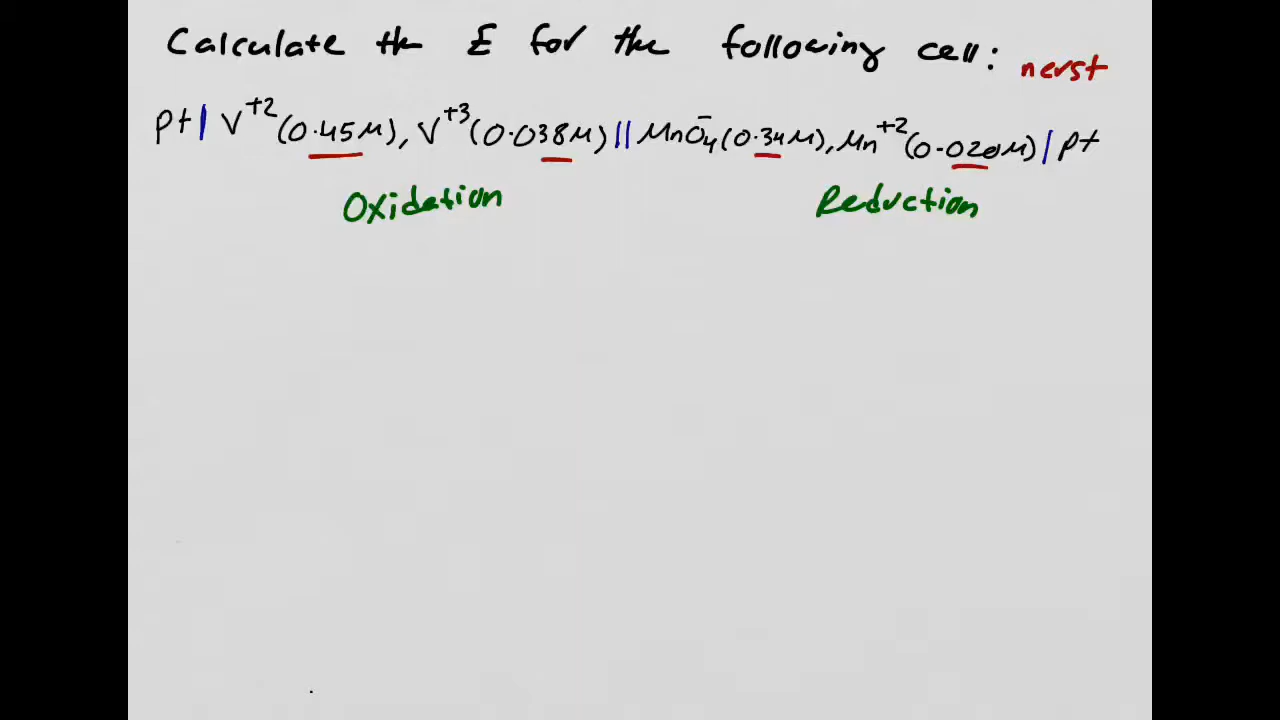 Calculate the E for the following cell:
nerst
Pt | V+2 (0.45M), V+3 (0.038M) || MnO4- (0.34M), Mn+2 (0.020M) | Pt
Oxidation
Reduction